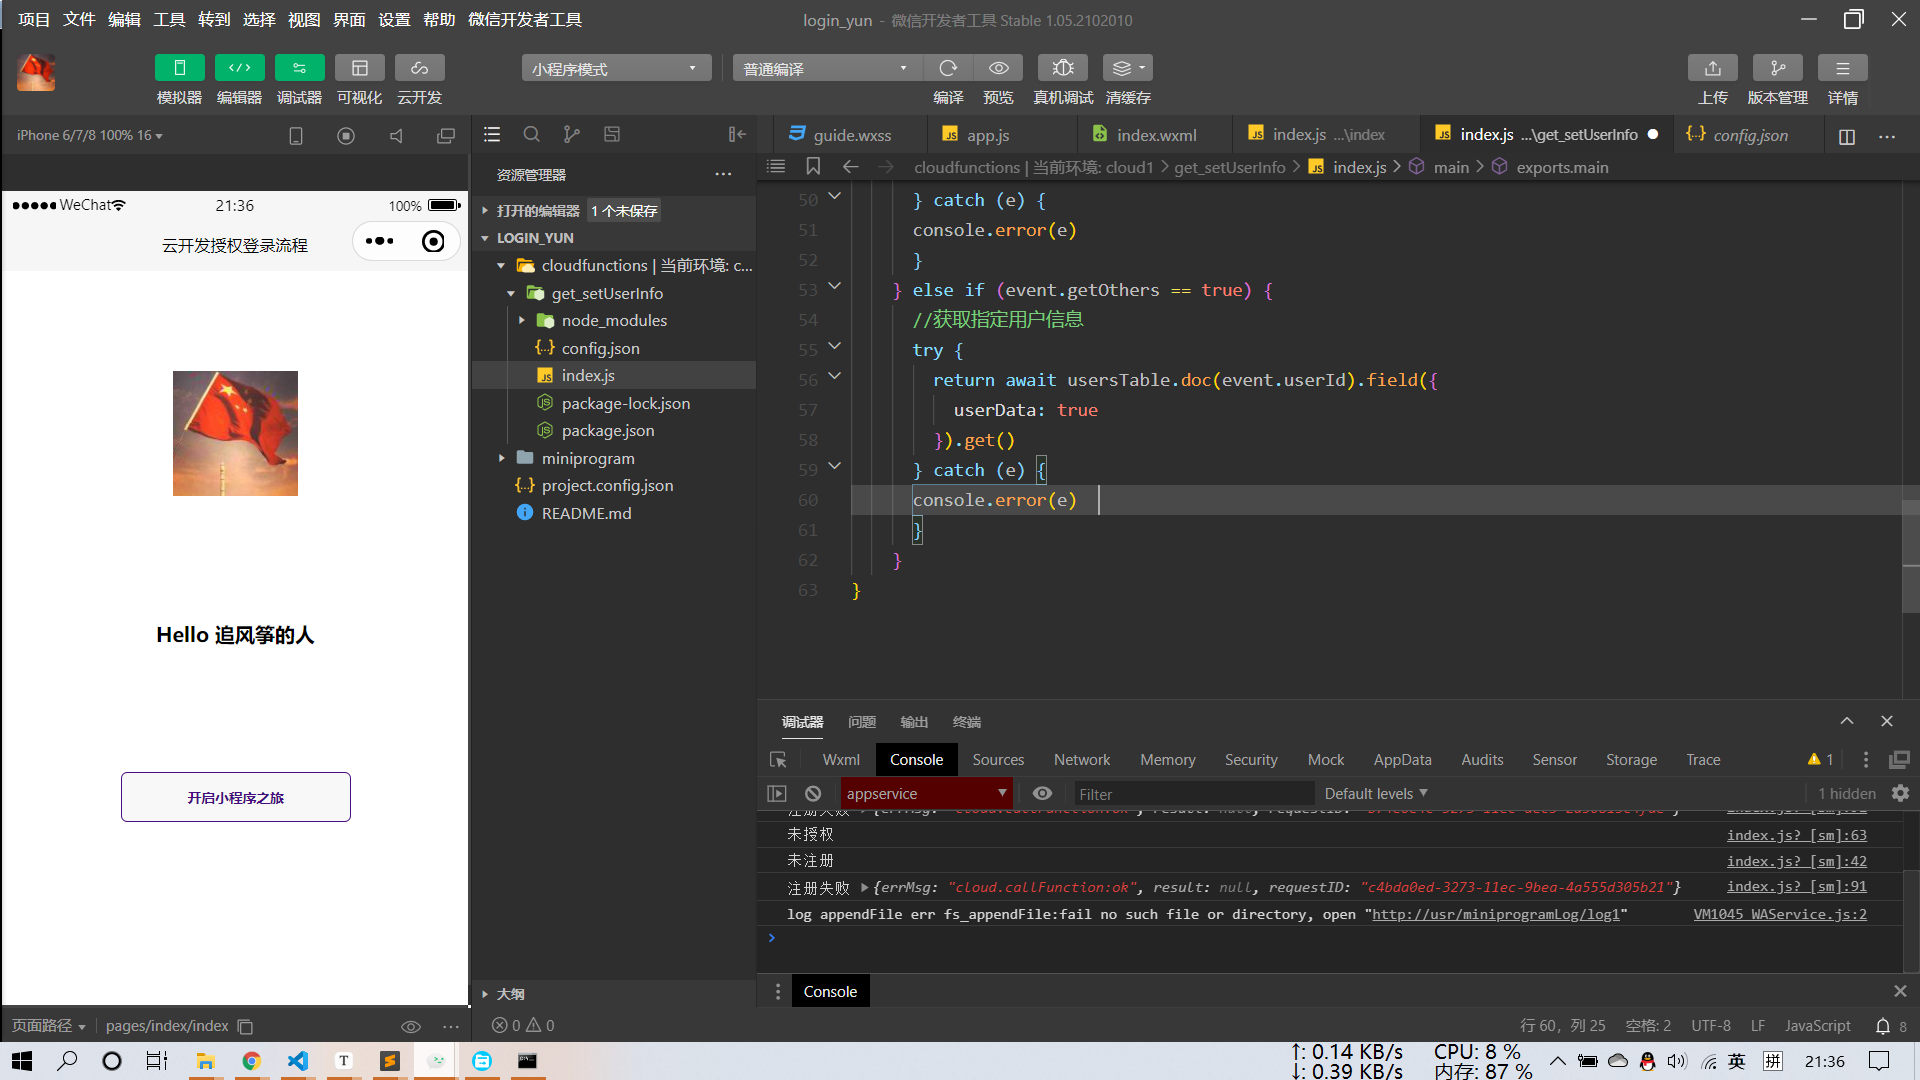 项目 文件 编辑 工具 转到 选择 视图 界面 设置 帮助 微信开发者工具
login_yun - 微信开发者工具 Stable 1.05.2102010
模拟器 编辑器 调试器 可视化 云开发
小程序模式
普通编译
编译 预览 真机调试 清缓存
上传 版本管理 详情
iPhone 6/7/8 100% 16
WeChat 21:36 100%
云开发授权登录流程
Hello 追风筝的人
开启小程序之旅
页面路径 pages/index/index
资源管理器
打开的编辑器 1 个未保存
LOGIN_YUN
cloudfunctions | 当前环境: c...
get_setUserInfo
node_modules
config.json
index.js
package-lock.json
package.json
miniprogram
project.config.json
README.md
大纲
0 0
guide.wxss app.js index.wxml index.js ...\index index.js ...\get_setUserInfo config.json
cloudfunctions | 当前环境: cloud1 > get_setUserInfo > index.js > main > exports.main
50 } catch (e) {
51 console.error(e)
52 }
53 } else if (event.getOthers == true) {
54 //获取指定用户信息
55 try {
56 return await usersTable.doc(event.userId).field({
57 userData: true
58 }).get()
59 } catch (e) {
60 console.error(e)
61 }
62 }
63 }
调试器 问题 输出 终端
Wxml Console Sources Network Memory Security Mock AppData Audits Sensor Storage Trace 1
appservice Filter Default levels 1 hidden
未授权 index.js? [sm]:63
未注册 index.js? [sm]:42
注册失败 {errMsg: "cloud.callFunction:ok", result: null, requestID: "c4bda0ed-3273-11ec-9bea-4a555d305b21"} index.js? [sm]:91
log appendFile err fs_appendFile:fail no such file or directory, open "http://usr/miniprogramLog/log1" VM1045 WAService.js:2
Console
行 60，列 25 空格: 2 UTF-8 LF JavaScript 8
↑: 0.14 KB/s CPU: 8 %
↓: 0.39 KB/s 内存: 87 %
英 拼 21:36